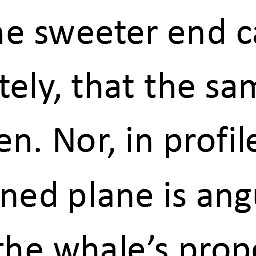 he sweeter end ca
tely, that the sam
en. Nor, in profile
ned plane is angu
the whale’s prope